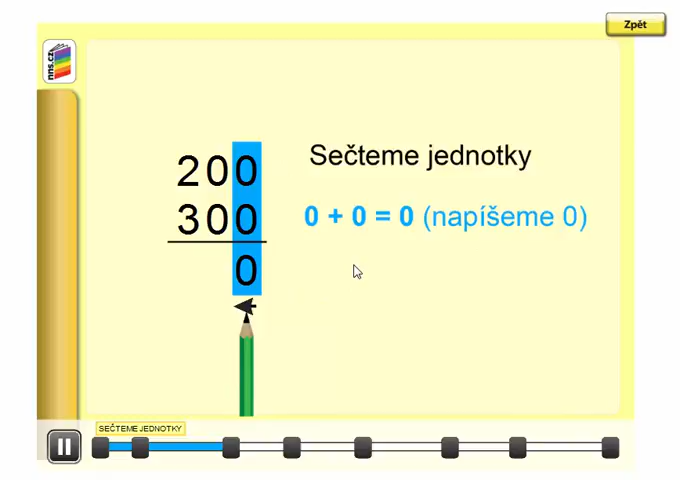 Zpět
nns.cz
200
300
0
Sečteme jednotky
0 + 0 = 0 (napíšeme 0)
SEČTEME JEDNOTKY